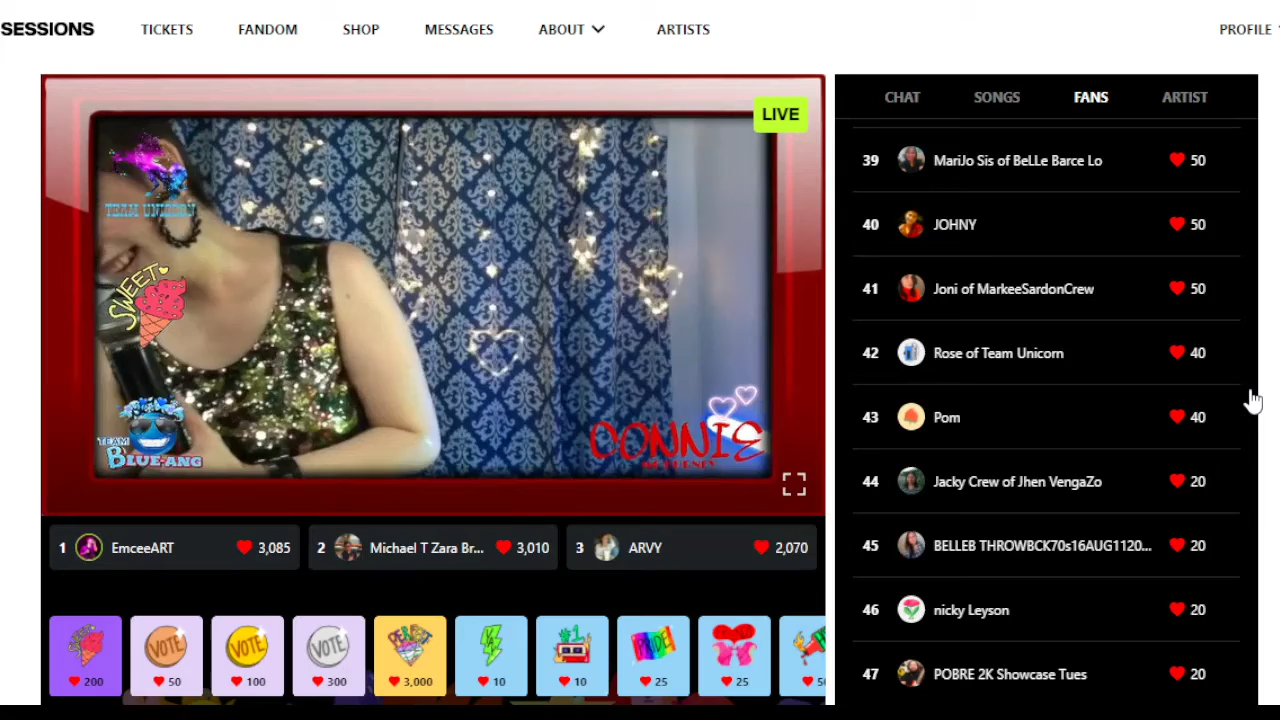 SESSIONS TICKETS FANDOM SHOP MESSAGES ABOUT ARTISTS PROFILE
LIVE
TEAM UNICORN
SWEET
TEAM
BLUE-ANG
CONNIE
1 EmceeART 3,085 2 Michael T Zara Br... 3,010 3 ARVY 2,070
VOTE VOTE VOTE PERFECT #1 PRIDE
200 50 100 300 3,000 10 10 25 25
CHAT SONGS FANS ARTIST
39 MariJo Sis of BeLLe Barce Lo 50
40 JOHNY 50
41 Joni of MarkeeSardonCrew 50
42 Rose of Team Unicorn 40
43 Pom 40
44 Jacky Crew of Jhen VengaZo 20
45 BELLEB THROWBCK70s16AUG1120... 20
46 nicky Leyson 20
47 POBRE 2K Showcase Tues 20